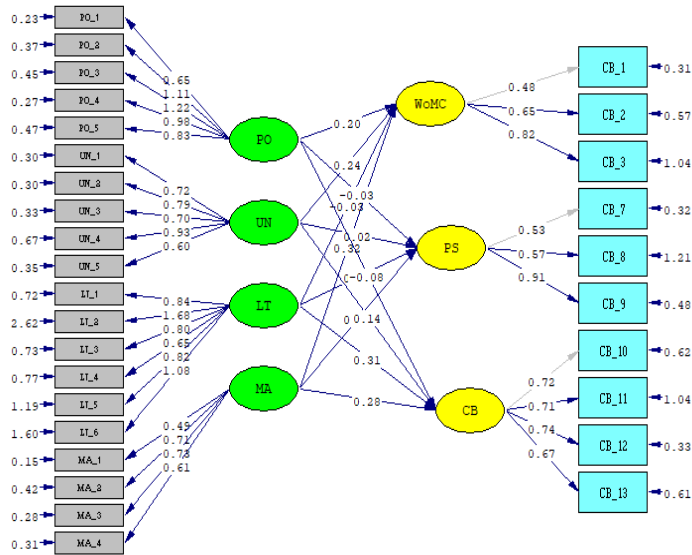 0.23 PO_1
0.37 PO_2
0.45 PO_3
0.27 PO_4
0.47 PO_5
0.30 UN_1
0.30 UN_2
0.33 UN_3
0.67 UN_4
0.35 UN_5
0.72 LT_1
2.62 LT_2
0.73 LT_3
0.77 LT_4
1.19 LT_5
1.60 LT_6
0.15 MA_1
0.42 MA_2
0.28 MA_3
0.31 MA_4
0.65
1.11
1.22
0.98
0.83
0.72
0.79
0.70
0.93
0.60
0.84
1.68
0.80
0.65
0.82
1.08
0.49
0.71
0.73
0.61
PO
UN
LT
MA
0.20
0.24
-0.03
-0.03
0.02
0.32
-0.08
0.14
0.31
0.28
WoMC
PS
CB
0.48
0.65
0.82
0.53
0.57
0.91
0.72
0.71
0.74
0.67
CB_1 0.31
CB_2 0.57
CB_3 1.04
CB_7 0.32
CB_8 1.21
CB_9 0.48
CB_10 0.62
CB_11 1.04
CB_12 0.33
CB_13 0.61